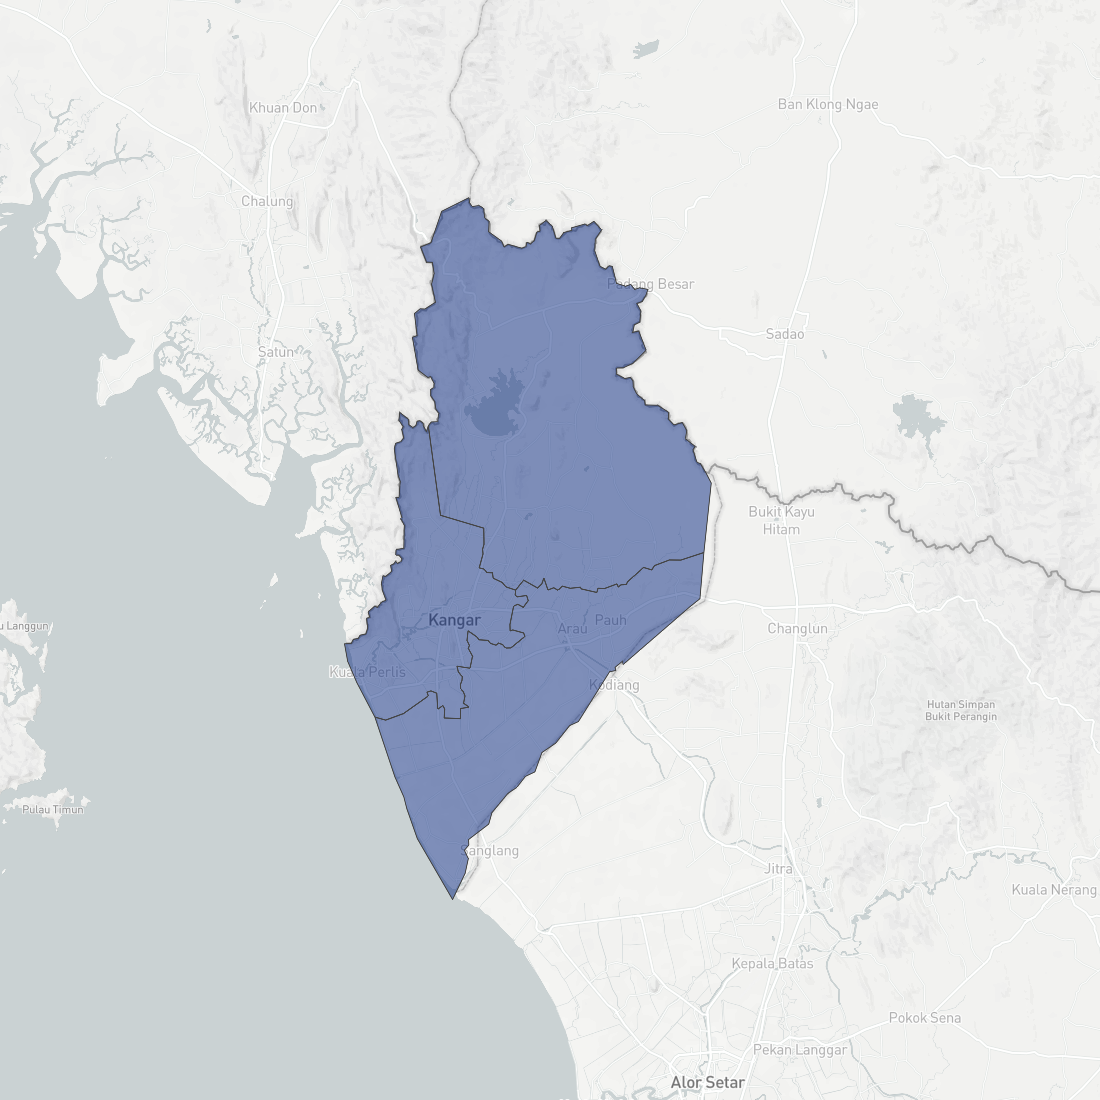 Khuan Don
Ban Klong Ngae
Chalung
Padang Besar
Sadao
Satun
Bukit Kayu
Hitam
Kangar
Pauh
Arau
Changlun
Langgun
Kuala Perlis
Kodiang
Hutan Simpan
Bukit Perangin
Pulau Timun
Sanglang
Jitra
Kuala Nerang
Kepala Batas
Pokok Sena
Pekan Langgar
Alor Setar